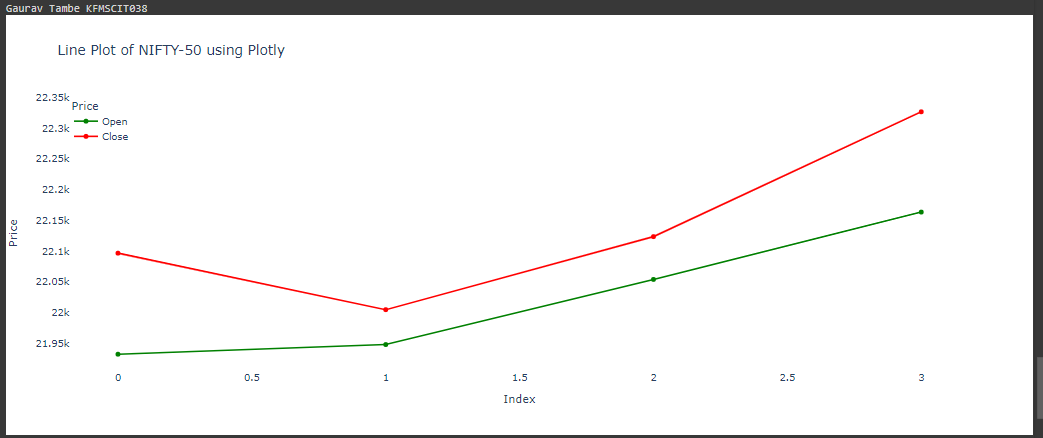 Gaurav Tambe KFMSCIT038
Line Plot of NIFTY-50 using Plotly
Price
Open
Close
22.35k
22.3k
22.25k
22.2k
22.15k
22.1k
22.05k
22k
21.95k
Price
0 0.5 1 1.5 2 2.5 3
Index